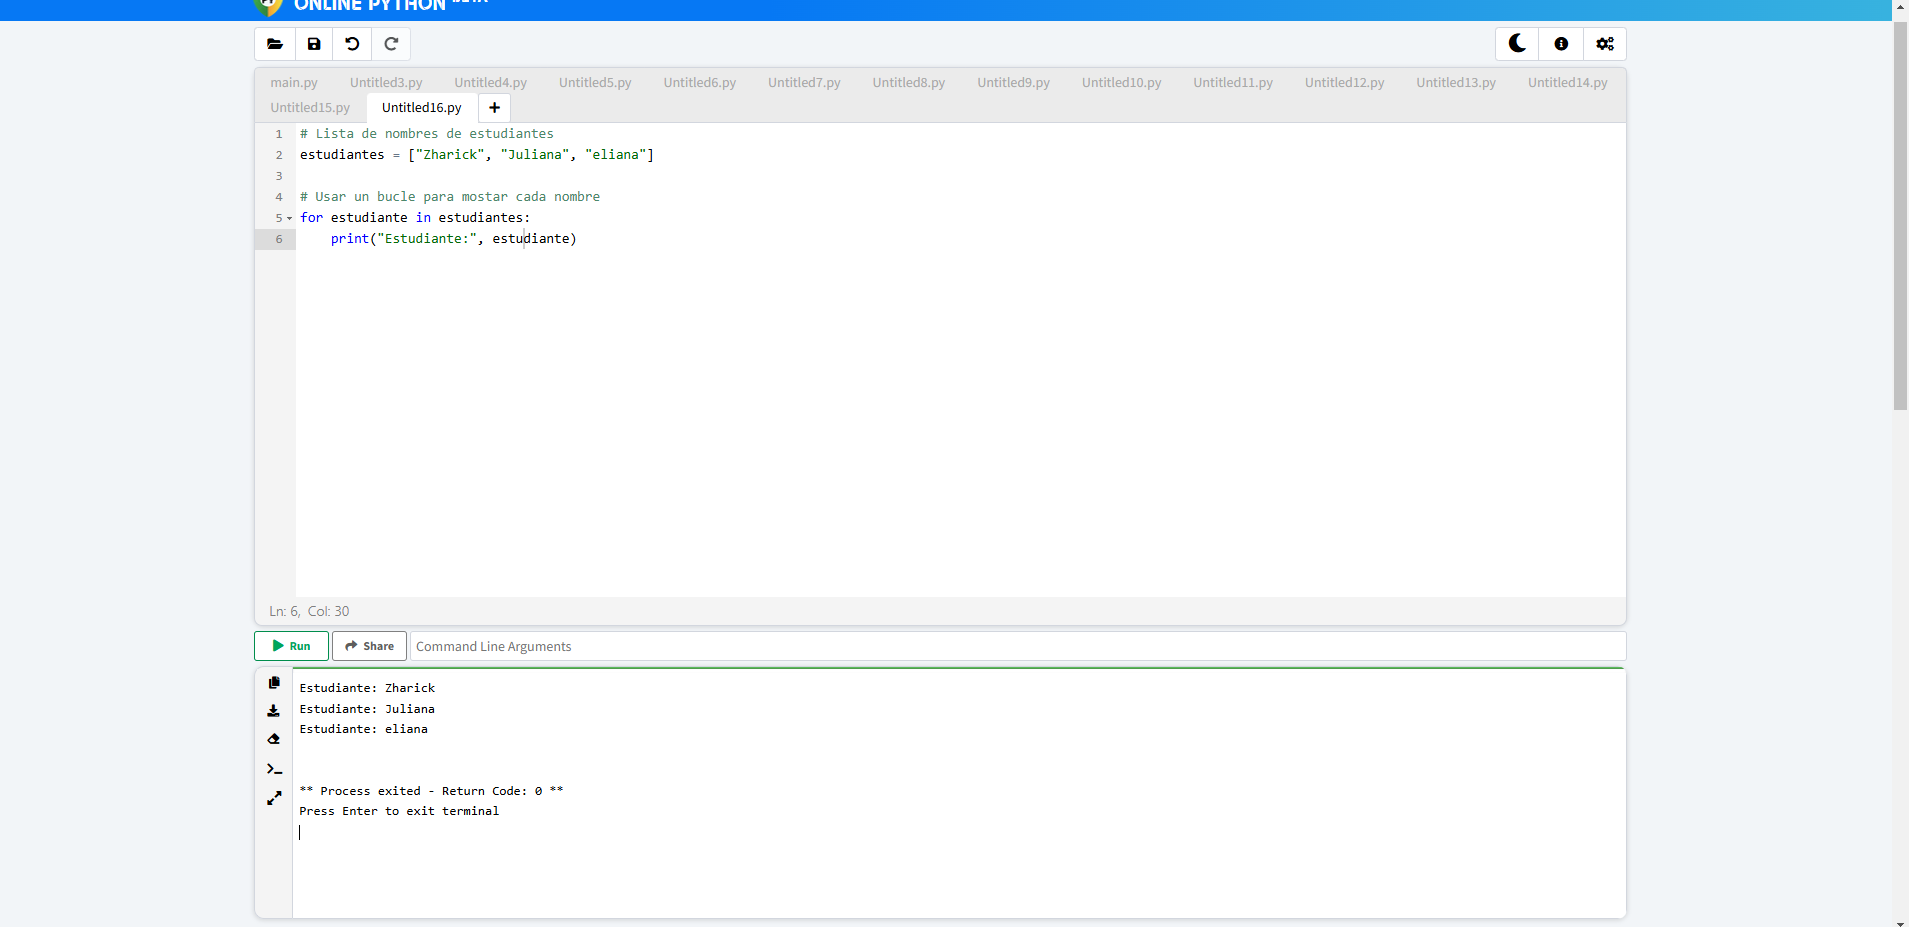 ONLINE PYTHON BETA
main.py Untitled3.py Untitled4.py Untitled5.py Untitled6.py Untitled7.py Untitled8.py Untitled9.py Untitled10.py Untitled11.py Untitled12.py Untitled13.py Untitled14.py
Untitled15.py Untitled16.py +
1 # Lista de nombres de estudiantes
2 estudiantes = ["Zharick", "Juliana", "eliana"]
3
4 # Usar un bucle para mostar cada nombre
5 for estudiante in estudiantes:
6     print("Estudiante:", estudiante)
Ln: 6, Col: 30
Run Share Command Line Arguments
Estudiante: Zharick
Estudiante: Juliana
Estudiante: eliana
** Process exited - Return Code: 0 **
Press Enter to exit terminal